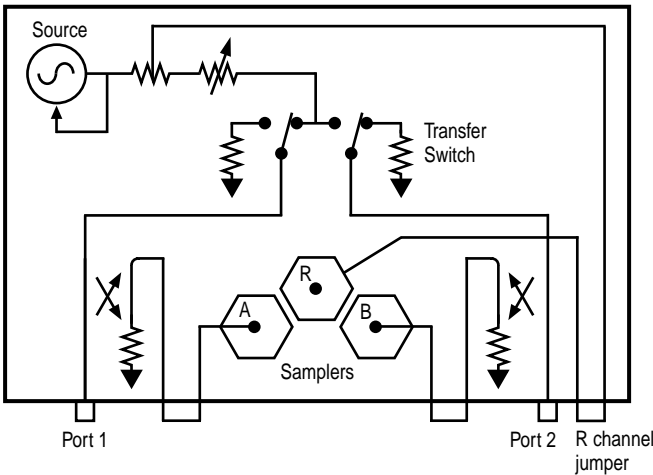 Source
Transfer
Switch
R
A
B
Samplers
Port 1
Port 2
R channel
jumper